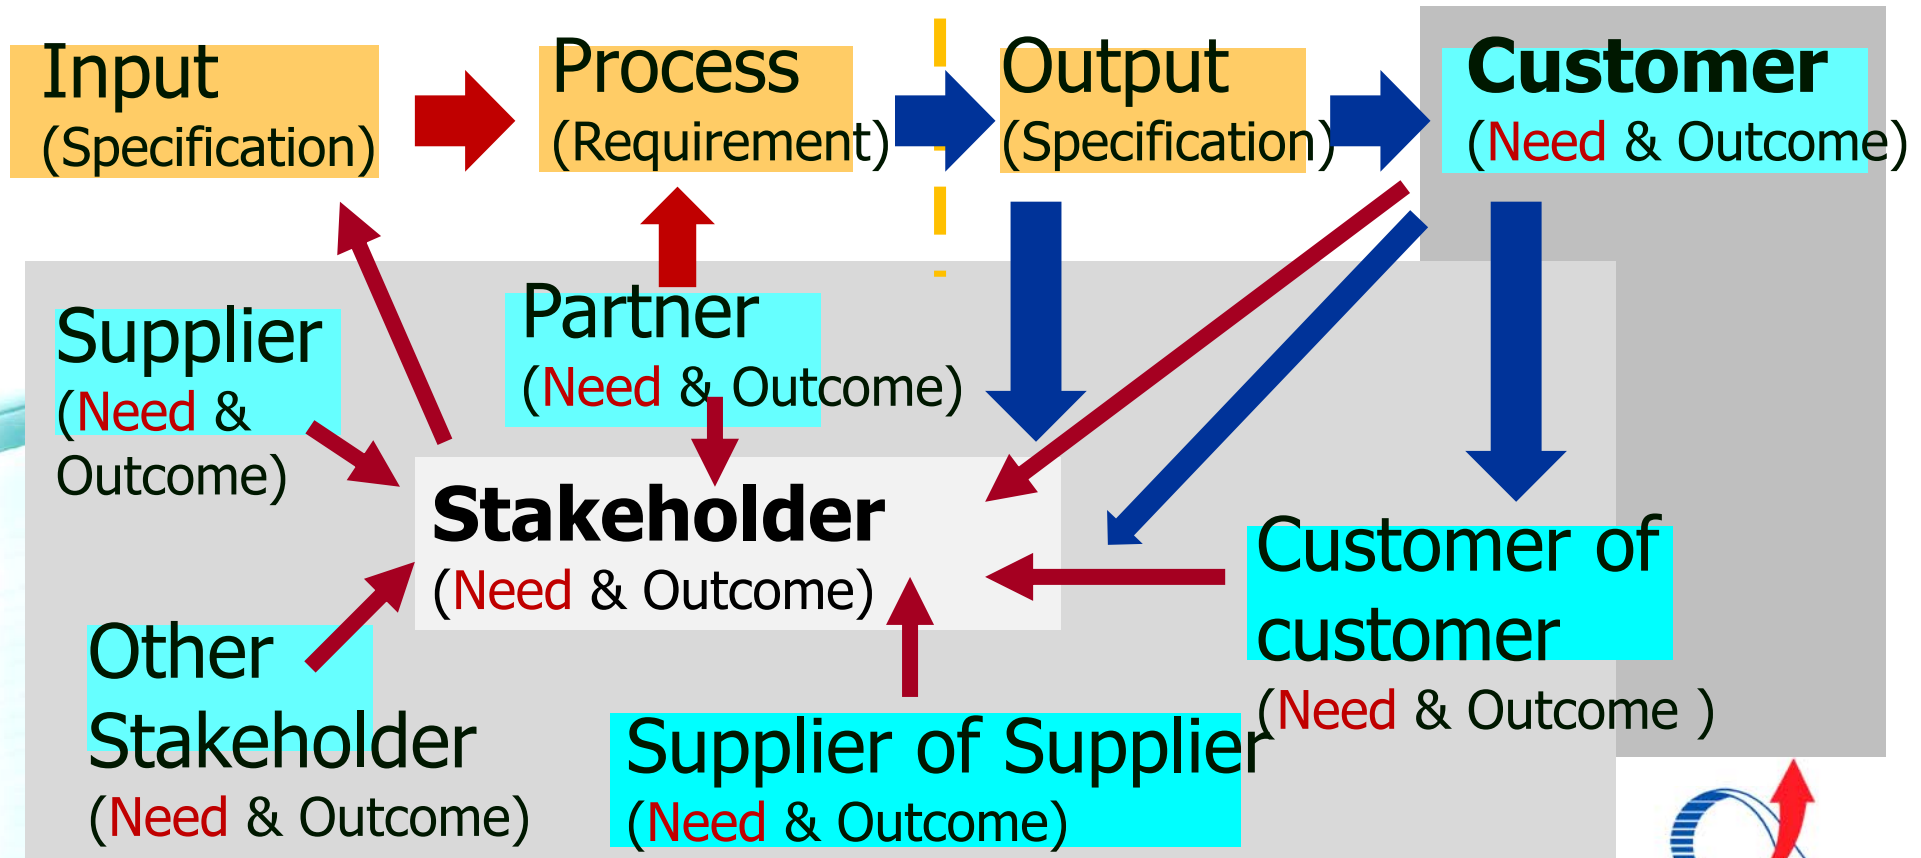 Input
(Specification)
Process
(Requirement)
Output
(Specification)
Customer
(Need & Outcome)
Supplier
(Need &
Outcome)
Partner
(Need & Outcome)
Stakeholder
(Need & Outcome)
Customer of
customer
(Need & Outcome )
Other
Stakeholder
(Need & Outcome)
Supplier of Supplier
(Need & Outcome)